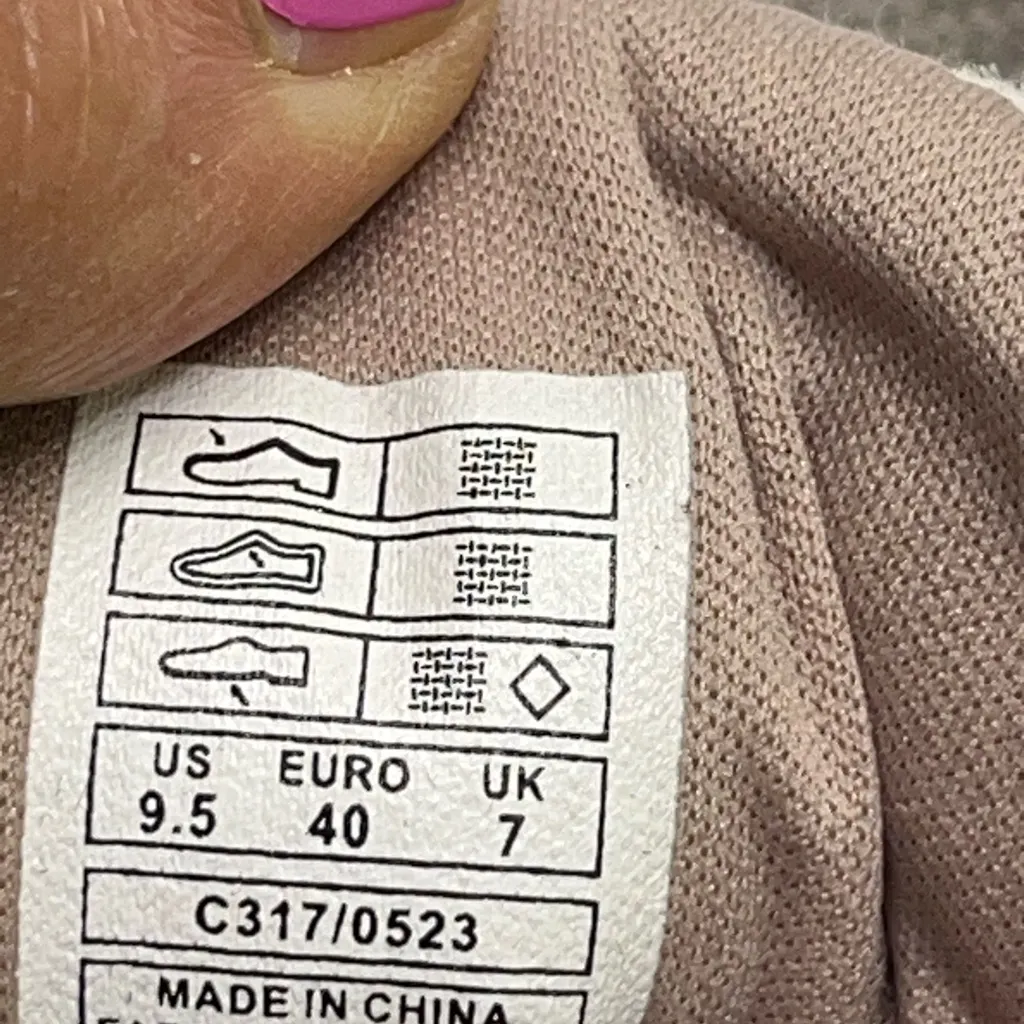 US EURO UK
9.5 40 7
C317/0523
MADE IN CHINA